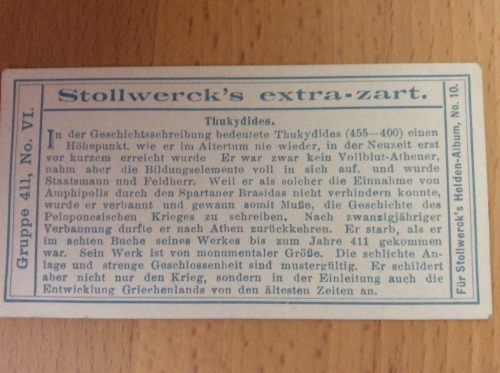 Stollwerck's extra-zart.
Thukydides.
In der Geschichtsschreibung bedeutete Thukydides (455—400) einen
Höhepunkt, wie er im Altertum nie wieder, in der Neuzeit erst
vor kurzem erreicht wurde Er war zwar kein Vollblut-Athener,
nahm aber die Bildungselemente voll in sich auf. und wurde
Staatsmann und Feldherr. Weil er als solcher die Einnahme von
Amphipolis durch den Spartaner Brasidas nicht verhindern konnte,
wurde er verbannt und gewann somit Muße, die Geschichte des
Peloponesischen Krieges zu schreiben. Nach zwanzigjähriger
Verbannung durfte er nach Athen zurückkehren. Er starb, als er
im achten Buche seines Werkes bis zum Jahre 411 gekommen
war. Sein Werk ist von monumentaler Größe. Die schlichte An-
lage und strenge Geschlossenheit sind mustergültig. Er schildert
aber nicht nur den Krieg, sondern in der Einleitung auch die
Entwicklung Griechenlands von den ältesten Zeiten an.
Gruppe 411, No. VI.
Für Stollwerck's Helden-Album, No. 10.